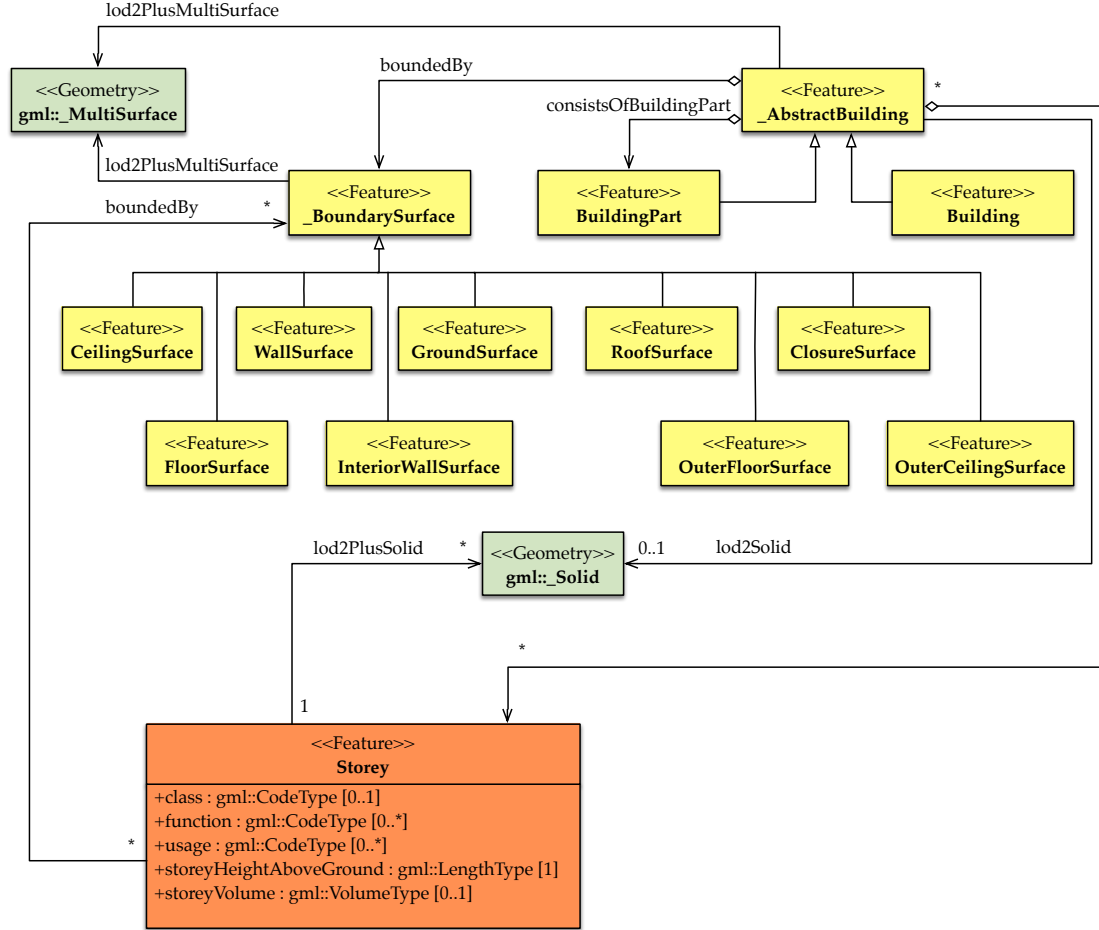 lod2PlusMultiSurface
<<Geometry>>
gml::_MultiSurface
boundedBy
<<Feature>>
_AbstractBuilding
*
consistsOfBuildingPart
lod2PlusMultiSurface
<<Feature>>
_BoundarySurface
<<Feature>>
BuildingPart
<<Feature>>
Building
boundedBy
*
<<Feature>>
CeilingSurface
<<Feature>>
WallSurface
<<Feature>>
GroundSurface
<<Feature>>
RoofSurface
<<Feature>>
ClosureSurface
<<Feature>>
FloorSurface
<<Feature>>
InteriorWallSurface
<<Feature>>
OuterFloorSurface
<<Feature>>
OuterCeilingSurface
lod2PlusSolid
*
<<Geometry>>
gml::_Solid
0..1
lod2Solid
*
1
<<Feature>>
Storey
+class : gml::CodeType [0..1]
+function : gml::CodeType [0..*]
+usage : gml::CodeType [0..*]
+storeyHeightAboveGround : gml::LengthType [1]
+storeyVolume : gml::VolumeType [0..1]
*